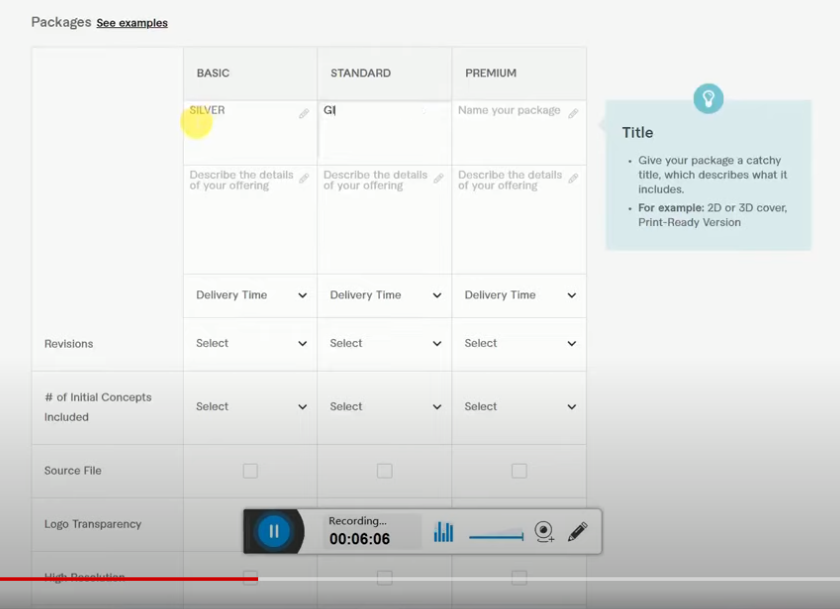 Packages See examples
BASIC STANDARD PREMIUM
SILVER GI Name your package
Describe the details of your offering
Describe the details of your offering
Describe the details of your offering
Delivery Time Delivery Time Delivery Time
Revisions Select Select Select
# of Initial Concepts Included Select Select Select
Source File
Logo Transparency
High Resolution
Title
• Give your package a catchy
title, which describes what it
includes.
• For example: 2D or 3D cover,
Print-Ready Version
Recording...
00:06:06